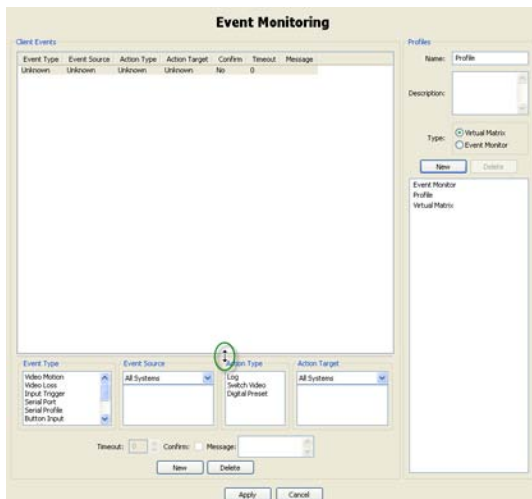 Event Monitoring
Client Events
Event Type Event Source Action Type Action Target Confirm Timeout Message
Unknown Unknown Unknown Unknown No 0
Event Type
Video Motion
Video Loss
Input Trigger
Serial Port
Serial Profile
Button Input
Event Source
All Systems
Action Type
Log
Switch Video
Digital Preset
Action Target
All Systems
Timeout: 0 Confirm: Message:
New Delete
Profiles
Name: Profile
Description:
Type: Virtual Matrix
Event Monitor
New Delete
Event Monitor
Profile
Virtual Matrix
Apply Cancel